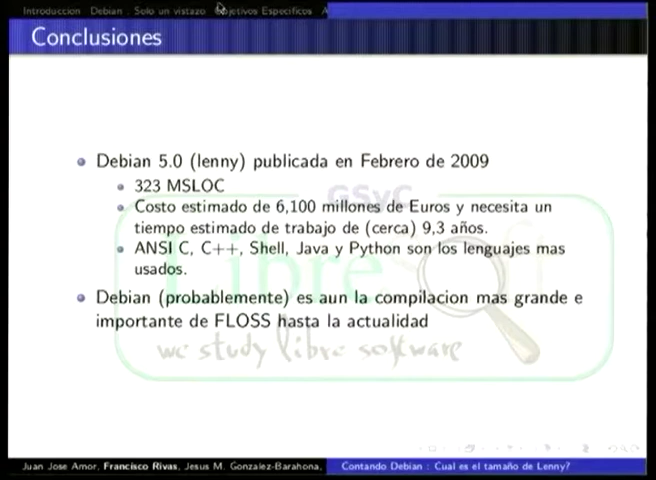 Introduccion Debian : Solo un vistazo Objetivos Especificos A
Conclusiones
Debian 5.0 (lenny) publicada en Febrero de 2009
323 MSLOC
Costo estimado de 6,100 millones de Euros y necesita un
tiempo estimado de trabajo de (cerca) 9,3 años.
ANSI C, C++, Shell, Java y Python son los lenguajes mas
usados.
Debian (probablemente) es aun la compilacion mas grande e
importante de FLOSS hasta la actualidad
GSyC
LibreSoft
we study libre software
Juan Jose Amor, Francisco Rivas, Jesus M. Gonzalez-Barahona, Contando Debian : Cual es el tamaño de Lenny?